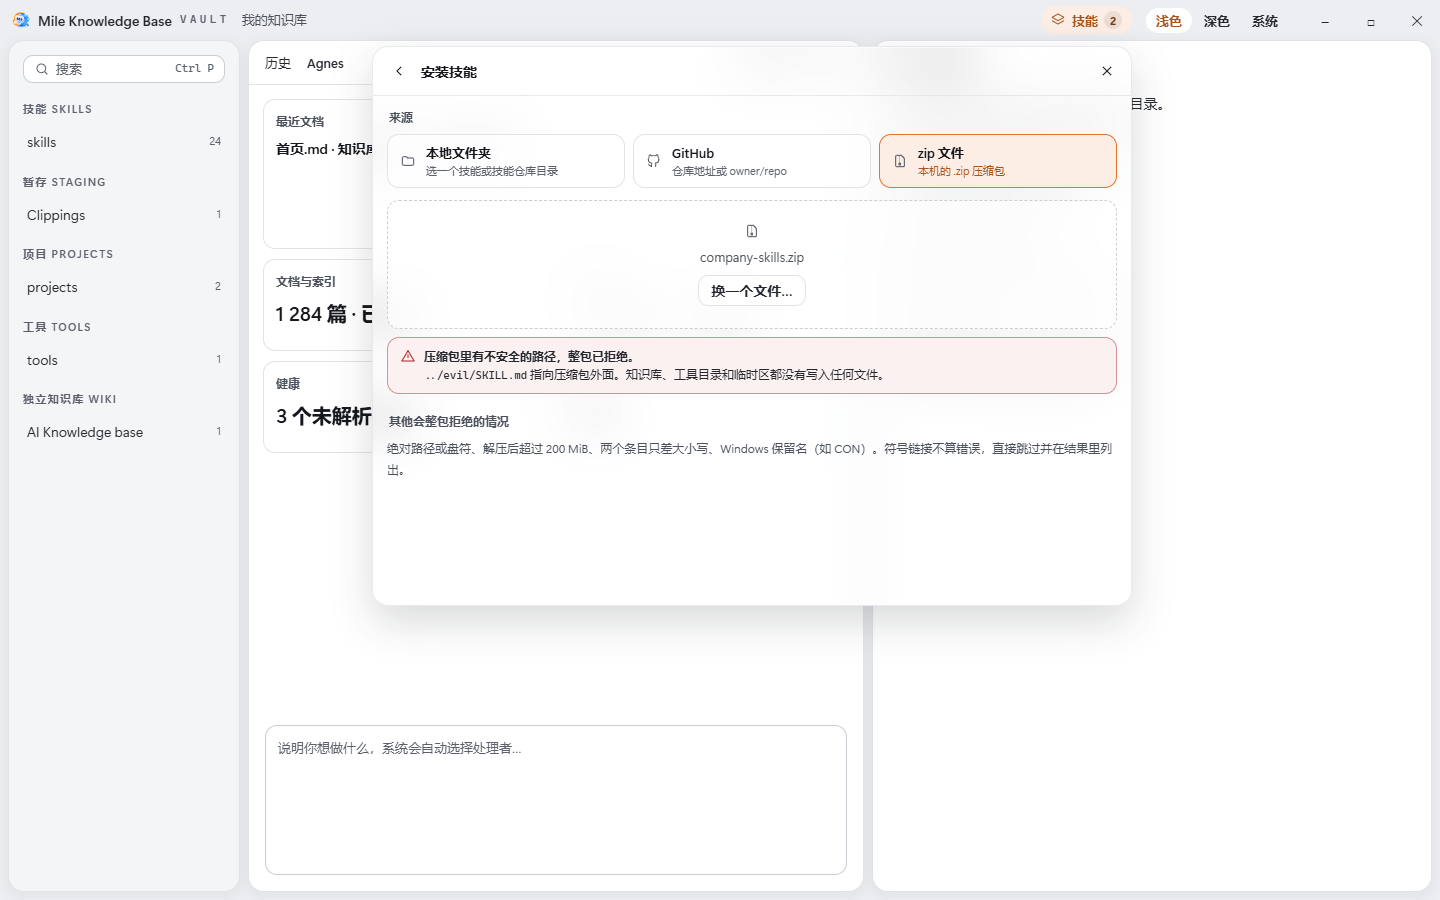 Mile Knowledge Base VAULT 我的知识库
技能 2 浅色 深色 系统
搜索 Ctrl P
技能 SKILLS
skills 24
暂存 STAGING
Clippings 1
项目 PROJECTS
projects 2
工具 TOOLS
tools 1
独立知识库 WIKI
AI Knowledge base 1
历史 Agnes
最近文档
首页.md · 知识
文档与索引
1 284 篇 ·
健康
3 个未解析
说明你想做什么，系统会自动选择处理者...
目录。
安装技能
来源
本地文件夹
选一个技能或技能仓库目录
GitHub
仓库地址或 owner/repo
zip 文件
本机的 .zip 压缩包
company-skills.zip
换一个文件...
压缩包里有不安全的路径，整包已拒绝。
../evil/SKILL.md 指向压缩包外面。知识库、工具目录和临时区都没有写入任何文件。
其他会整包拒绝的情况
绝对路径或盘符、解压后超过 200 MiB、两个条目只差大小写、Windows 保留名（如 CON）。符号链接不算错误，直接跳过并在结果里列
出。